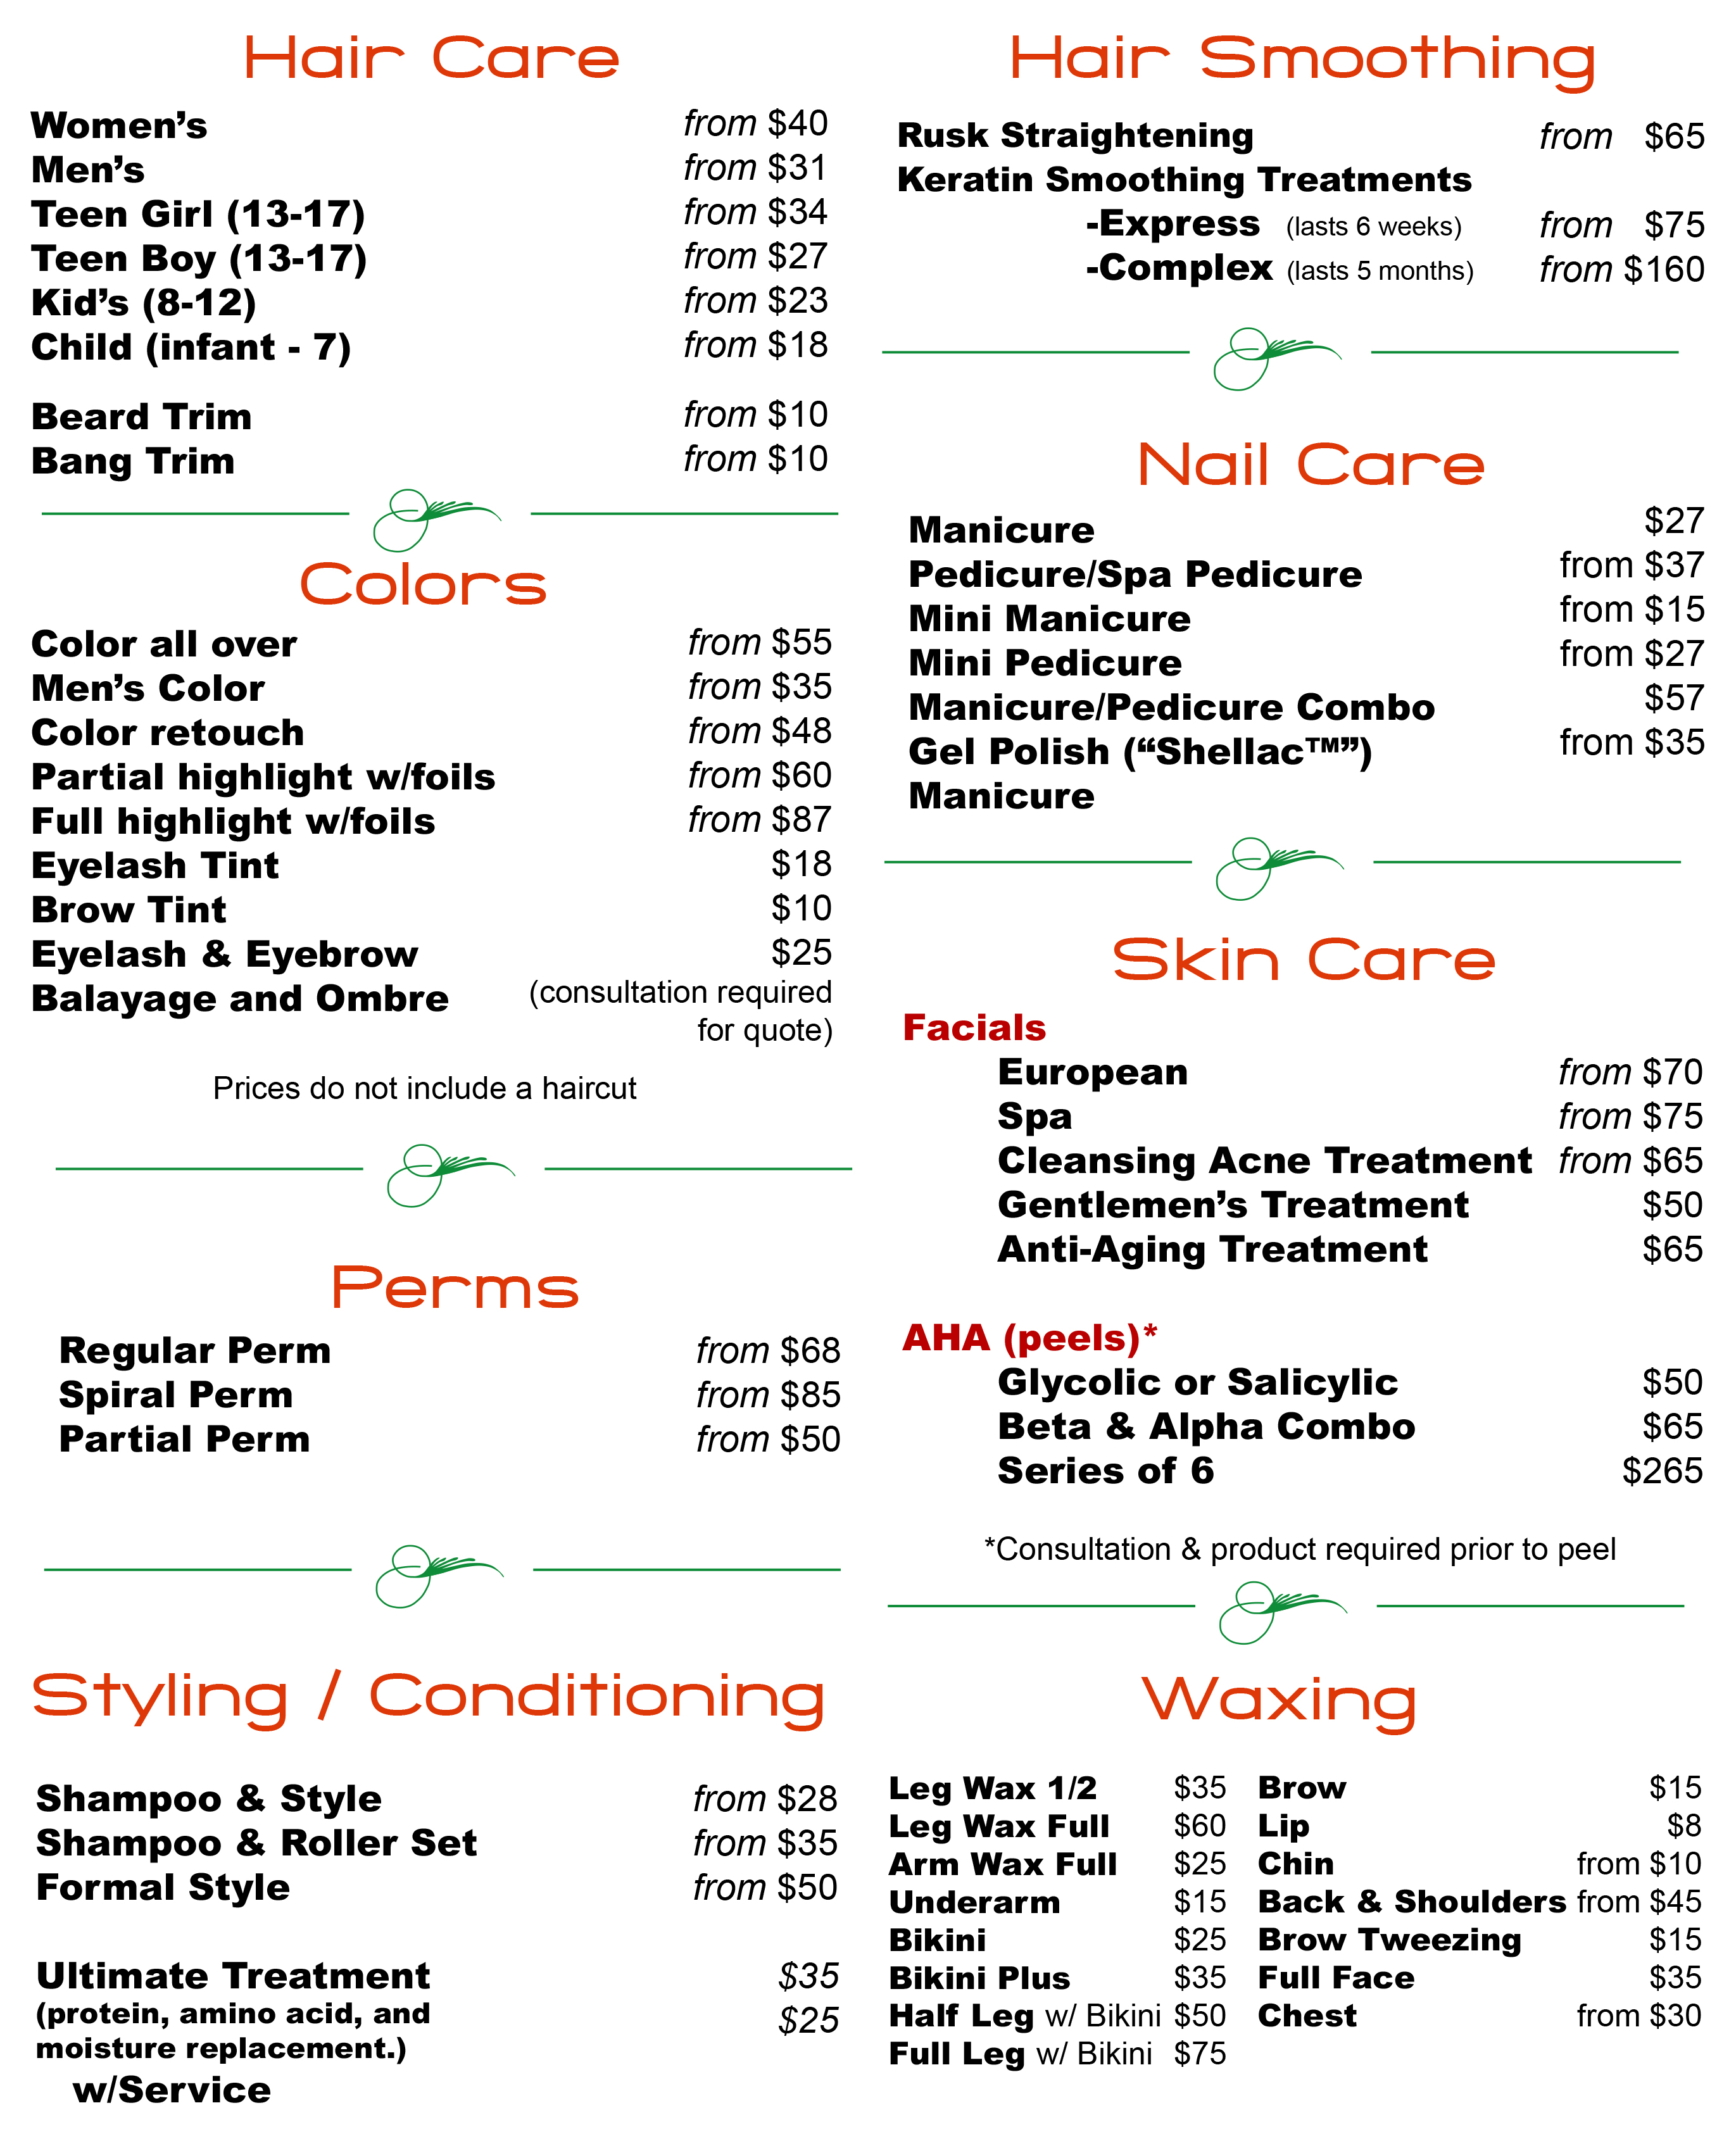 Hair Care
Women’s from $40
Men’s from $31
Teen Girl (13-17) from $34
Teen Boy (13-17) from $27
Kid’s (8-12) from $23
Child (infant - 7) from $18
Beard Trim from $10
Bang Trim from $10
Colors
Color all over from $55
Men’s Color from $35
Color retouch from $48
Partial highlight w/foils from $60
Full highlight w/foils from $87
Eyelash Tint $18
Brow Tint $10
Eyelash & Eyebrow $25
Balayage and Ombre (consultation required
for quote)
Prices do not include a haircut
Perms
Regular Perm from $68
Spiral Perm from $85
Partial Perm from $50
Styling / Conditioning
Shampoo & Style from $28
Shampoo & Roller Set from $35
Formal Style from $50
Ultimate Treatment $35
(protein, amino acid, and $25
moisture replacement.)
w/Service
Hair Smoothing
Rusk Straightening from $65
Keratin Smoothing Treatments
-Express (lasts 6 weeks) from $75
-Complex (lasts 5 months) from $160
Nail Care
Manicure $27
Pedicure/Spa Pedicure from $37
Mini Manicure from $15
Mini Pedicure from $27
Manicure/Pedicure Combo $57
Gel Polish (“Shellac™”) from $35
Manicure
Skin Care
Facials
European from $70
Spa from $75
Cleansing Acne Treatment from $65
Gentlemen’s Treatment $50
Anti-Aging Treatment $65
AHA (peels)*
Glycolic or Salicylic $50
Beta & Alpha Combo $65
Series of 6 $265
*Consultation & product required prior to peel
Waxing
Leg Wax 1/2 $35 Brow $15
Leg Wax Full $60 Lip $8
Arm Wax Full $25 Chin from $10
Underarm $15 Back & Shoulders from $45
Bikini $25 Brow Tweezing $15
Bikini Plus $35 Full Face $35
Half Leg w/ Bikini $50 Chest from $30
Full Leg w/ Bikini $75